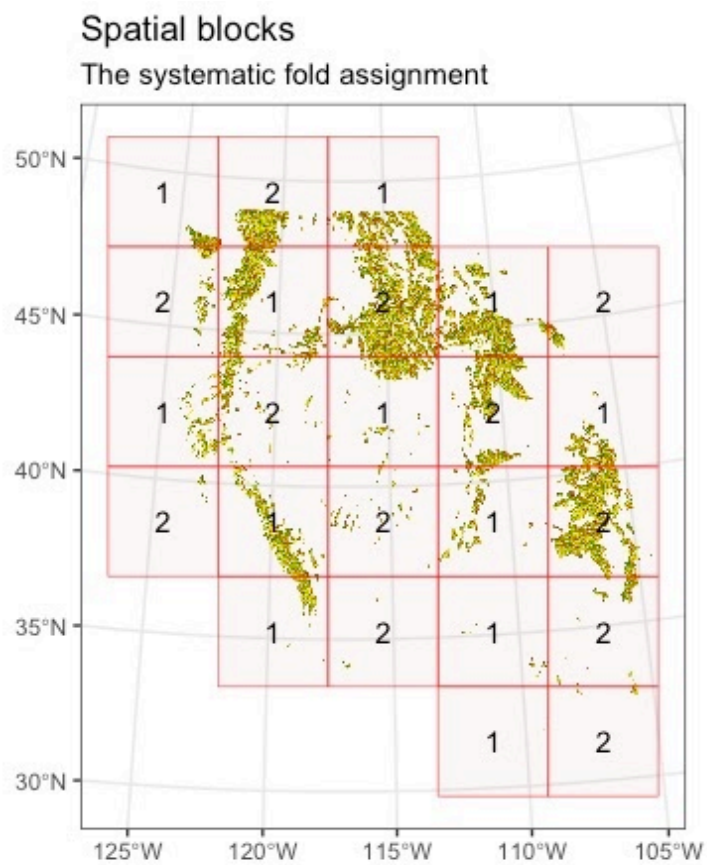 Spatial blocks
The systematic fold assignment
50°N
1 2 1
45°N
2 1 2 1 2
40°N
1 2 1 2 1
2 1 2 1 2
35°N
1 2 1 2
30°N
1 2
125°W 120°W 115°W 110°W 105°W